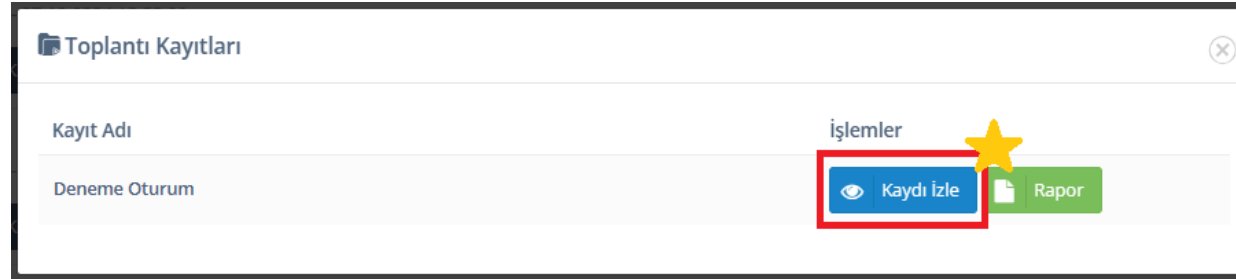 Toplantı Kayıtları
Kayıt Adı İşlemler
Deneme Oturum Kaydı İzle Rapor